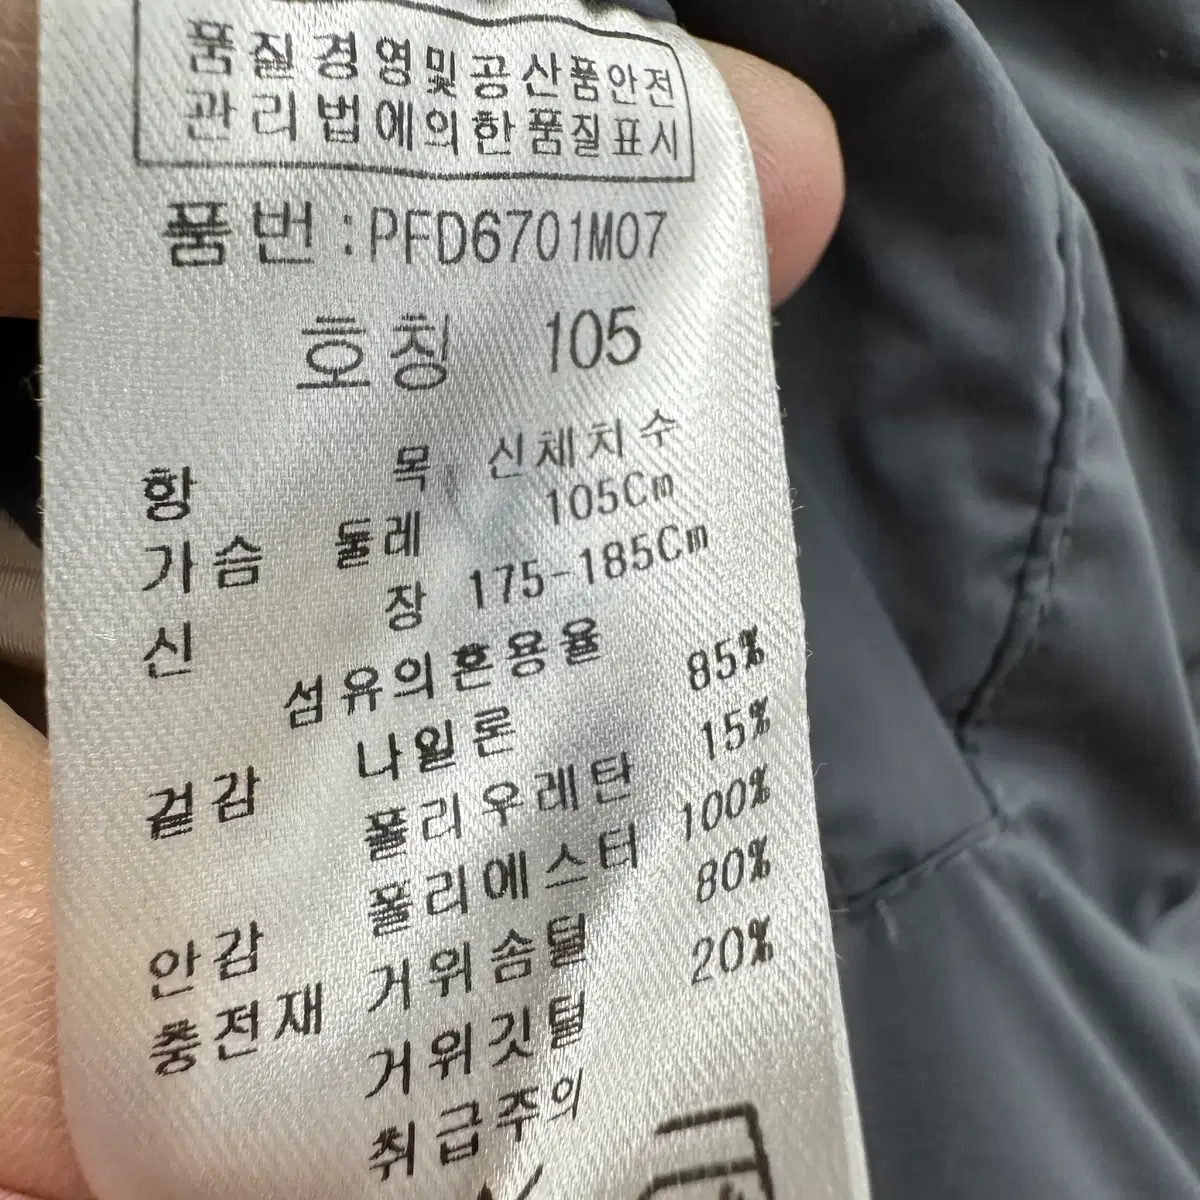 품질경영및공산품안전
관리법에의한품질표시
품번:PFD6701M07
호칭 105
항 목 신체치수
가슴 둘레 105Cm
신 장 175-185Cm
섬유의혼용율
겉감 나일론 85%
폴리우레탄 15%
안감 폴리에스터 100%
충전재 거위솜털 80%
거위깃털 20%
취급주의